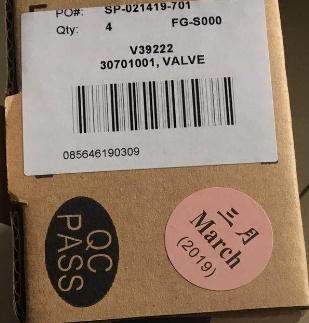 PO#: SP-021419-701
Qty: 4 FG-S000
V39222
30701001, VALVE
085646190309
QC
PASS
三月
March
(2019)